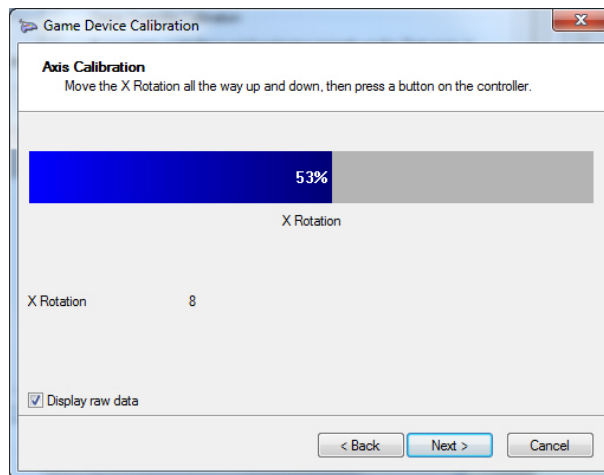 Game Device Calibration
Axis Calibration
Move the X Rotation all the way up and down, then press a button on the controller.
53%
X Rotation
X Rotation 8
Display raw data
< Back Next > Cancel